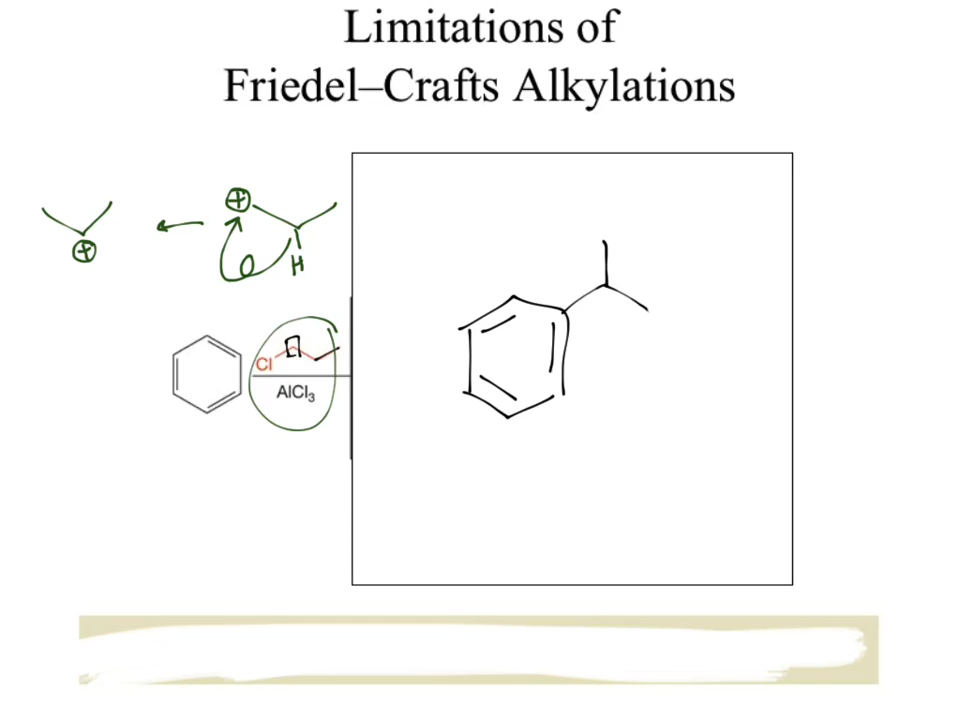 Limitations of
Friedel–Crafts Alkylations
⊕
⊕
H
Cl
AlCl₃